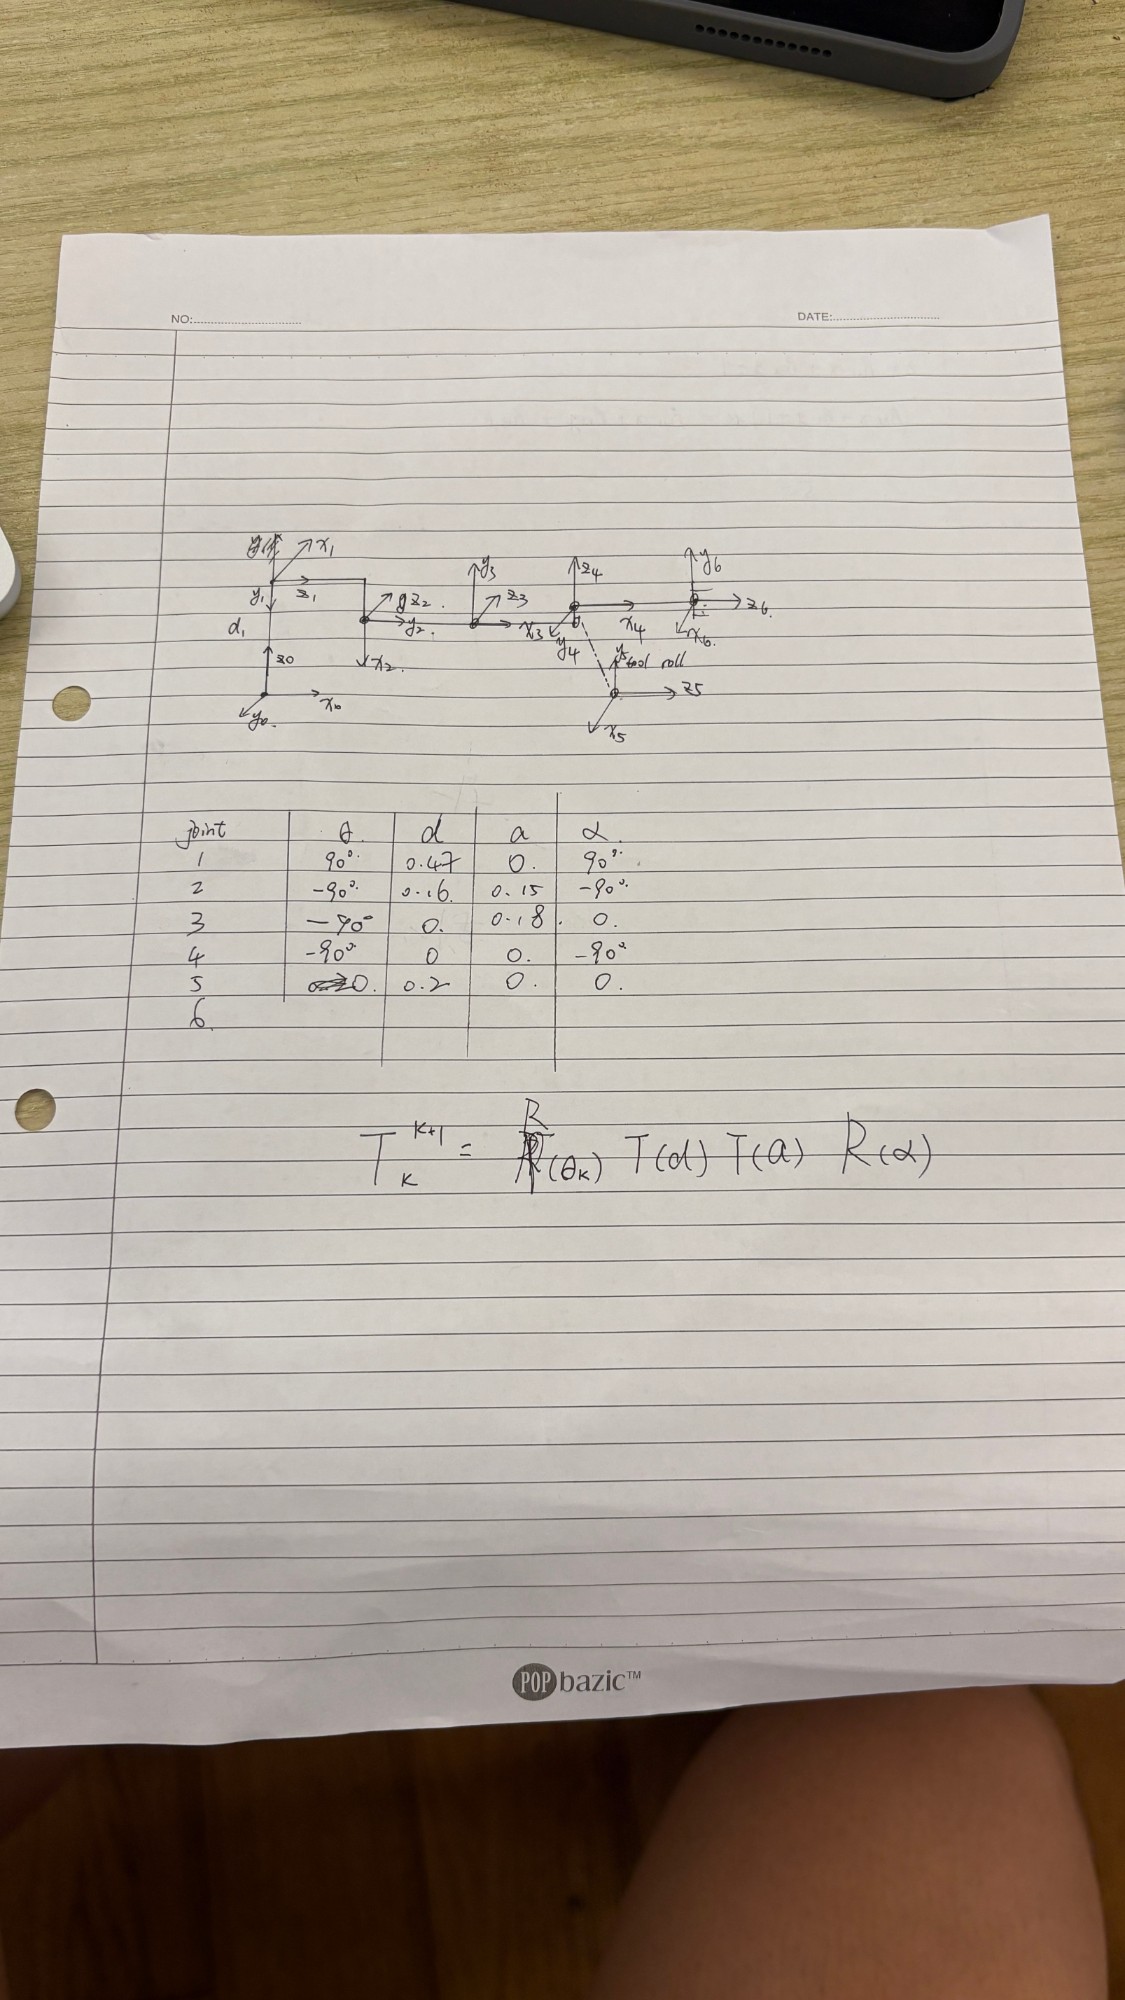 NO:
DATE:
x₁
y₁
z₁
d₁
z0
x₀
y₀.
z₂.
y₂.
x₂.
y₃
z₃
x₃
z₄
x₄
y₄
y₆
z₆.
x₆.
tool roll
z₅
x₅
joint θ. d a α.
1 90°. 0.47 0. 90°.
2 -90°. 0.16. 0.15 -90°.
3 -90° 0. 0.18. 0.
4 -90° 0 0. -90°
5 0. 0.2 0. 0.
6.
T_k^{k+1} = R(θ_k) T(d) T(a) R(α)
POP bazic™